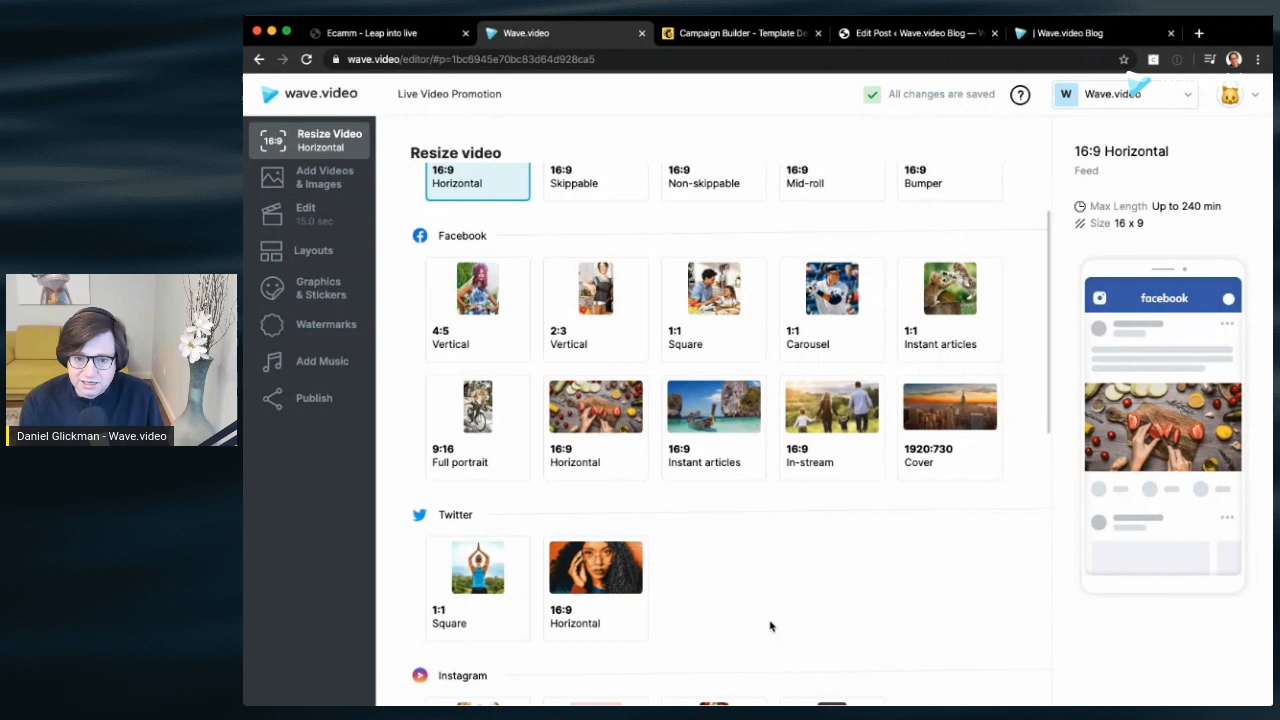 Ecamm - Leap into live
Wave.video
Campaign Builder - Template De
Edit Post ‹ Wave.video Blog —
| Wave.video Blog
wave.video/editor/#p=1bc6945e70bc83d64d928ca5
wave.video
Live Video Promotion
All changes are saved
?
W
Wave.video
16:9
Resize Video
Horizontal
Add Videos
& Images
Edit
15.0 sec
Layouts
Graphics
& Stickers
Watermarks
Add Music
Publish
Resize video
16:9
Horizontal
16:9
Skippable
16:9
Non-skippable
16:9
Mid-roll
16:9
Bumper
Facebook
4:5
Vertical
2:3
Vertical
1:1
Square
1:1
Carousel
1:1
Instant articles
9:16
Full portrait
16:9
Horizontal
16:9
Instant articles
16:9
In-stream
1920:730
Cover
Twitter
1:1
Square
16:9
Horizontal
Instagram
16:9 Horizontal
Feed
Max Length Up to 240 min
Size 16 x 9
facebook
Daniel Glickman - Wave.video